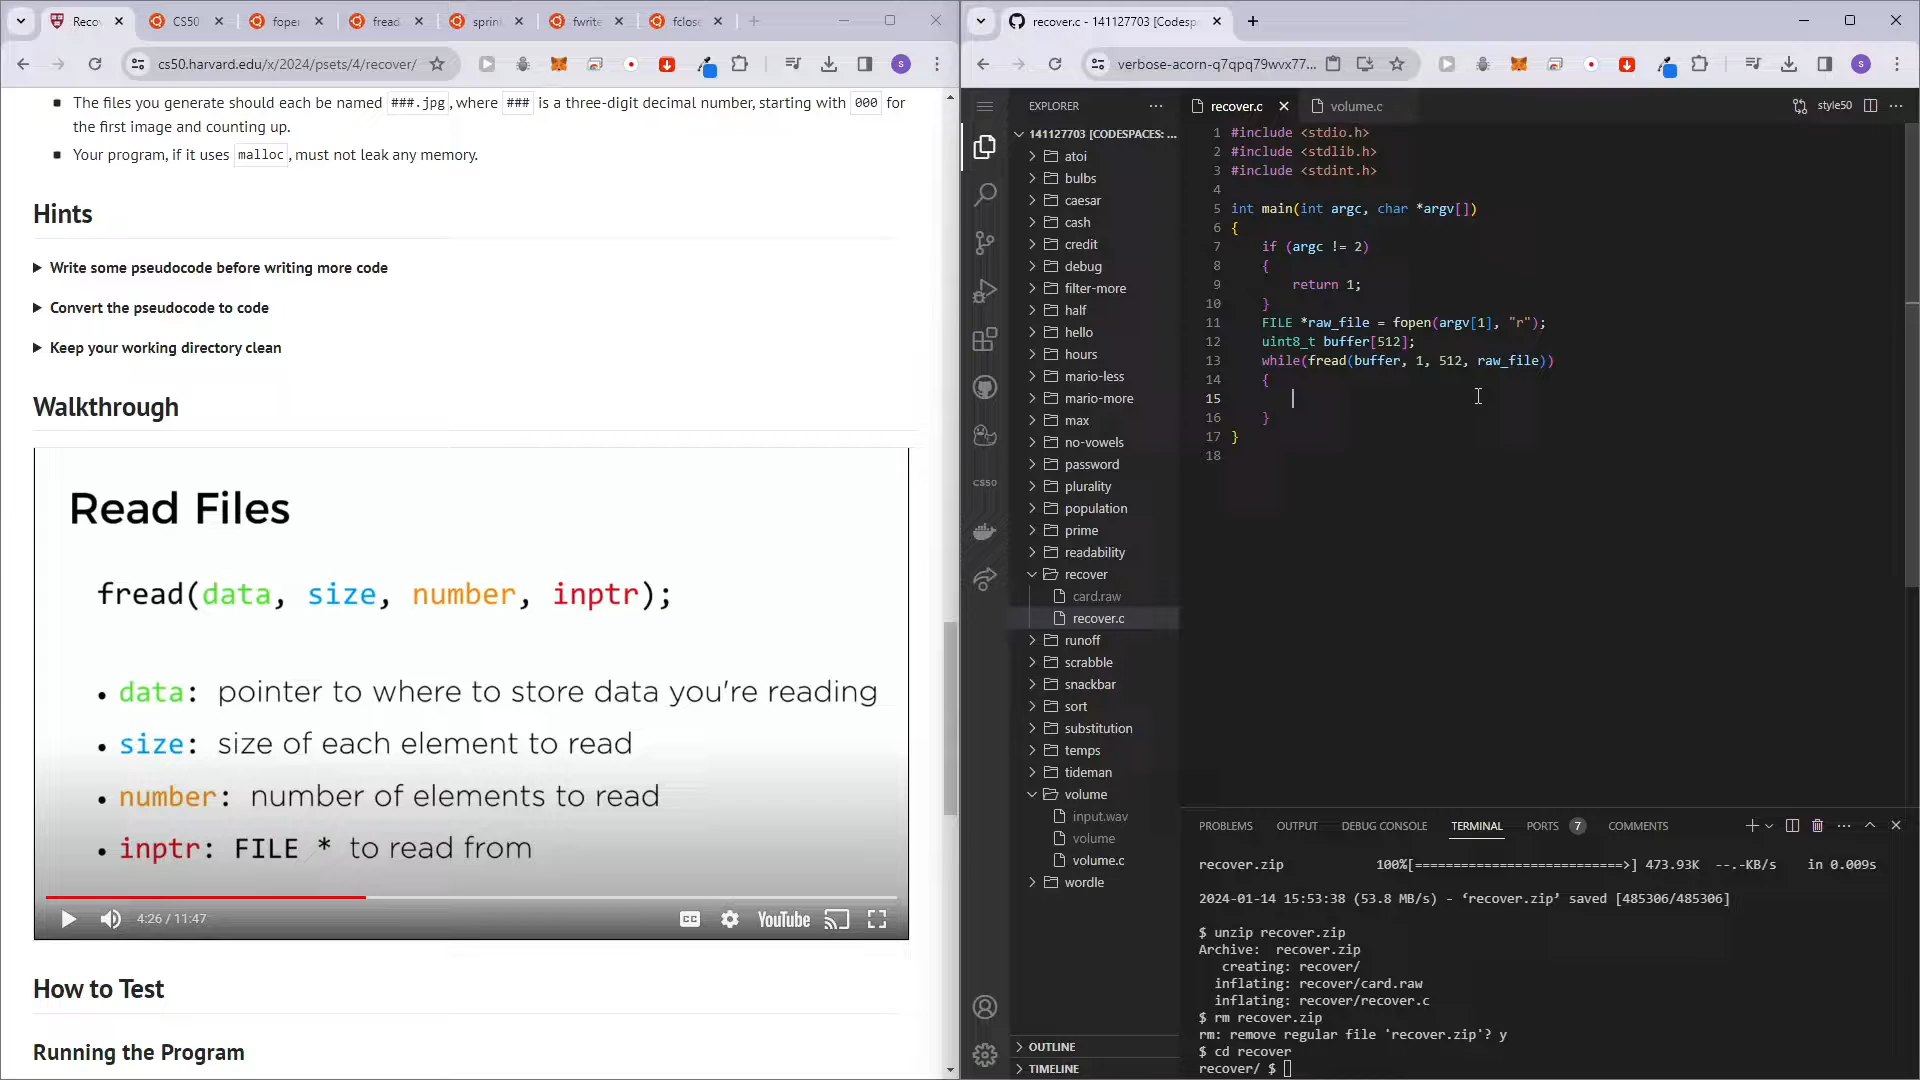 Reco
CS50
foper
fread
sprint
fwrite
fclose
cs50.harvard.edu/x/2024/psets/4/recover/
S
The files you generate should each be named ###.jpg, where ### is a three-digit decimal number, starting with 000 for
the first image and counting up.
Your program, if it uses malloc, must not leak any memory.
Hints
Write some pseudocode before writing more code
Convert the pseudocode to code
Keep your working directory clean
Walkthrough
Read Files
fread(data, size, number, inptr);
data: pointer to where to store data you're reading
size: size of each element to read
number: number of elements to read
inptr: FILE * to read from
4:26 / 11:47
CC
YouTube
How to Test
Running the Program
recover.c - 141127703 [Codesp
verbose-acorn-q7qpq79wvx77...
S
EXPLORER
141127703 [CODESPACES: ...
atoi
bulbs
caesar
cash
credit
debug
filter-more
half
hello
hours
mario-less
mario-more
max
no-vowels
password
plurality
population
prime
readability
recover
card.raw
recover.c
runoff
scrabble
snackbar
sort
substitution
temps
tideman
volume
input.wav
volume
volume.c
wordle
OUTLINE
TIMELINE
CS50
recover.c
volume.c
style50
1 #include <stdio.h>
2 #include <stdlib.h>
3 #include <stdint.h>
4
5 int main(int argc, char *argv[])
6 {
7 if (argc != 2)
8 {
9 return 1;
10 }
11 FILE *raw_file = fopen(argv[1], "r");
12 uint8_t buffer[512];
13 while(fread(buffer, 1, 512, raw_file))
14 {
15
16 }
17 }
18
PROBLEMS OUTPUT DEBUG CONSOLE TERMINAL PORTS 7 COMMENTS
recover.zip 100%[===========================>] 473.93K --.-KB/s in 0.009s
2024-01-14 15:53:38 (53.8 MB/s) - ‘recover.zip’ saved [485306/485306]
$ unzip recover.zip
Archive: recover.zip
creating: recover/
inflating: recover/card.raw
inflating: recover/recover.c
$ rm recover.zip
rm: remove regular file 'recover.zip'? y
$ cd recover
recover/ $